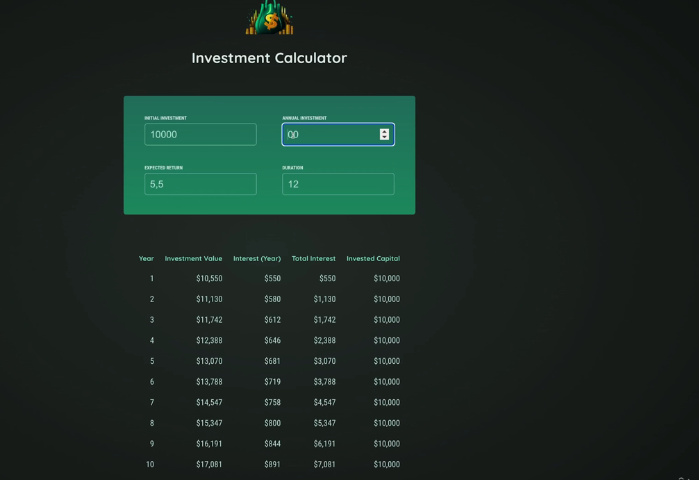 $
Investment Calculator
INITIAL INVESTMENT ANNUAL INVESTMENT
10000 00
EXPECTED RETURN DURATION
5,5 12
Year Investment Value Interest (Year) Total Interest Invested Capital
1 $10,550 $550 $550 $10,000
2 $11,130 $580 $1,130 $10,000
3 $11,742 $612 $1,742 $10,000
4 $12,388 $646 $2,388 $10,000
5 $13,070 $681 $3,070 $10,000
6 $13,788 $719 $3,788 $10,000
7 $14,547 $758 $4,547 $10,000
8 $15,347 $800 $5,347 $10,000
9 $16,191 $844 $6,191 $10,000
10 $17,081 $891 $7,081 $10,000